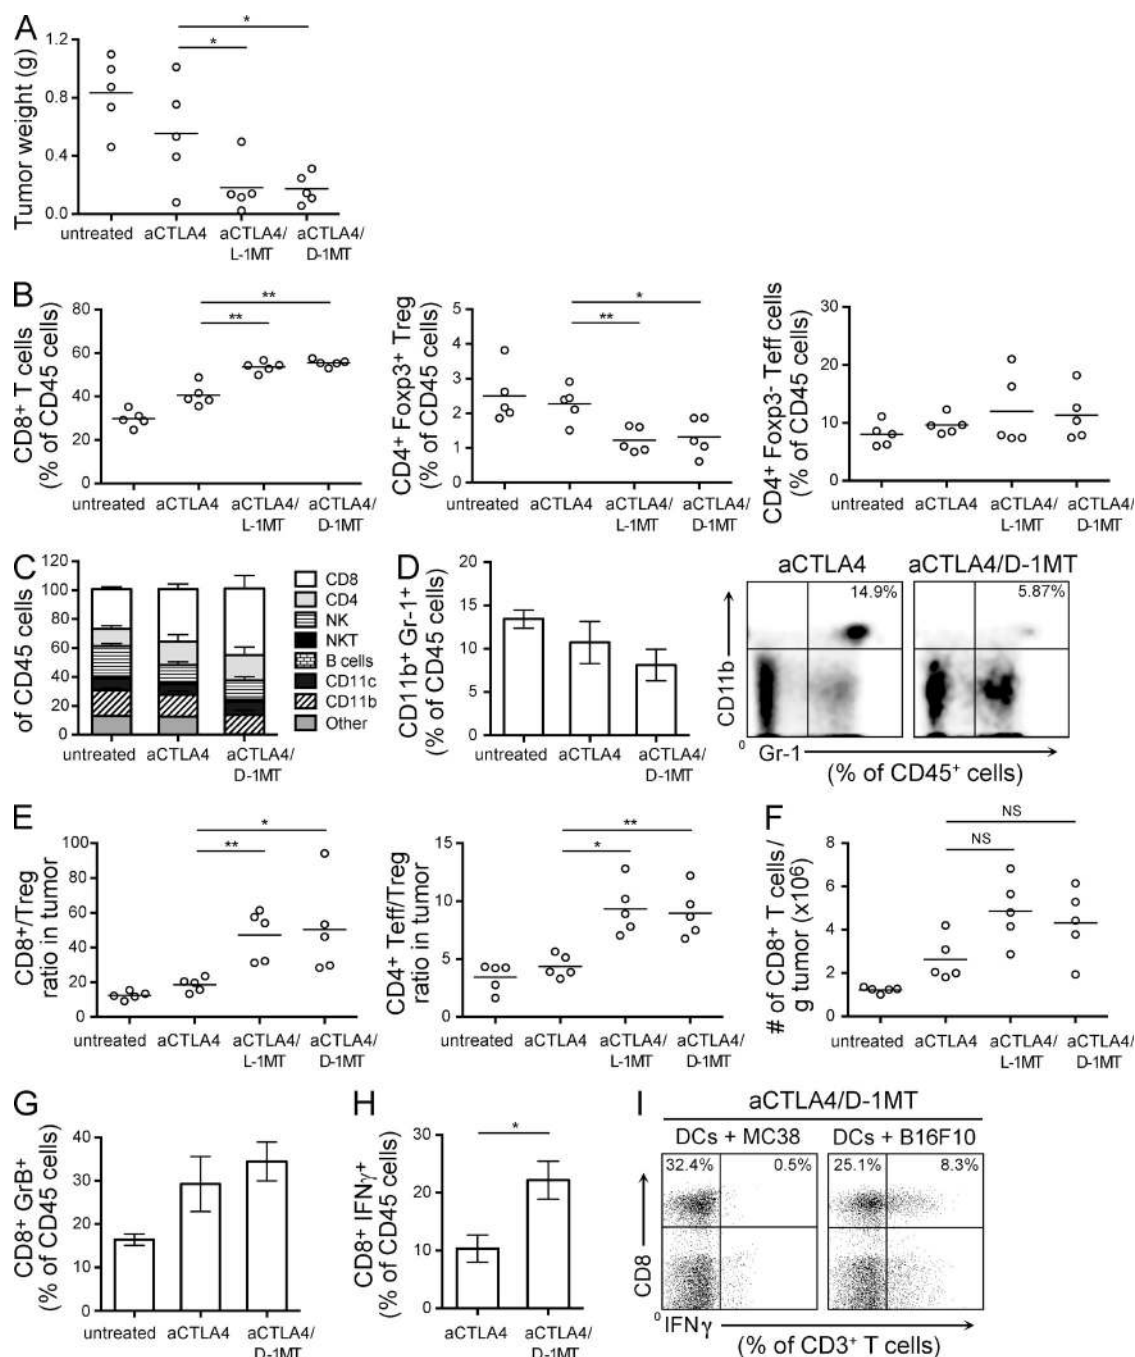 A
Tumor weight (g)
1.2
0.8
0.4
0.0
*
*
untreated
aCTLA4
aCTLA4/
L-1MT
aCTLA4/
D-1MT
B
CD8+ T cells
(% of CD45 cells)
80
60
40
20
0
**
**
untreated
aCTLA4
aCTLA4/
L-1MT
aCTLA4/
D-1MT
CD4+ Foxp3+ Treg
(% of CD45 cells)
5
4
3
2
1
0
*
**
untreated
aCTLA4
aCTLA4/
L-1MT
aCTLA4/
D-1MT
CD4+ Foxp3- Teff cells
(% of CD45 cells)
30
20
10
0
untreated
aCTLA4
aCTLA4/
L-1MT
aCTLA4/
D-1MT
C
of CD45 cells
120
100
80
60
40
20
0
untreated
aCTLA4
aCTLA4/
D-1MT
CD8
CD4
NK
NKT
B cells
CD11c
CD11b
Other
D
CD11b+ Gr-1+
(% of CD45 cells)
20
15
10
5
0
untreated
aCTLA4
aCTLA4/
D-1MT
aCTLA4
aCTLA4/D-1MT
14.9%
5.87%
CD11b
0
Gr-1
(% of CD45+ cells)
E
CD8+/Treg
ratio in tumor
100
80
60
40
20
0
*
**
untreated
aCTLA4
aCTLA4/
L-1MT
aCTLA4/
D-1MT
CD4+ Teff/Treg
ratio in tumor
15
10
5
0
**
*
untreated
aCTLA4
aCTLA4/
L-1MT
aCTLA4/
D-1MT
F
# of CD8+ T cells /
g tumor (x10⁶)
8
6
4
2
0
NS
NS
untreated
aCTLA4
aCTLA4/
L-1MT
aCTLA4/
D-1MT
G
CD8+ GrB+
(% of CD45 cells)
40
30
20
10
0
untreated
aCTLA4
aCTLA4/
D-1MT
H
CD8+ IFNγ+
(% of CD45 cells)
30
20
10
0
*
aCTLA4
aCTLA4/
D-1MT
I
aCTLA4/D-1MT
DCs + MC38
DCs + B16F10
32.4%
0.5%
25.1%
8.3%
CD8
0
IFNγ
(% of CD3+ T cells)